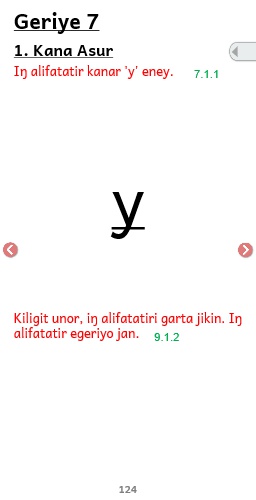 Geriye 7
1. Kana Asur
Iŋ alifatatir kanar 'y' eney. 7.1.1
y
Kiligit unor, iŋ alifatatiri garta jikin. Iŋ
alifatatir egeriyo jan. 9.1.2
124